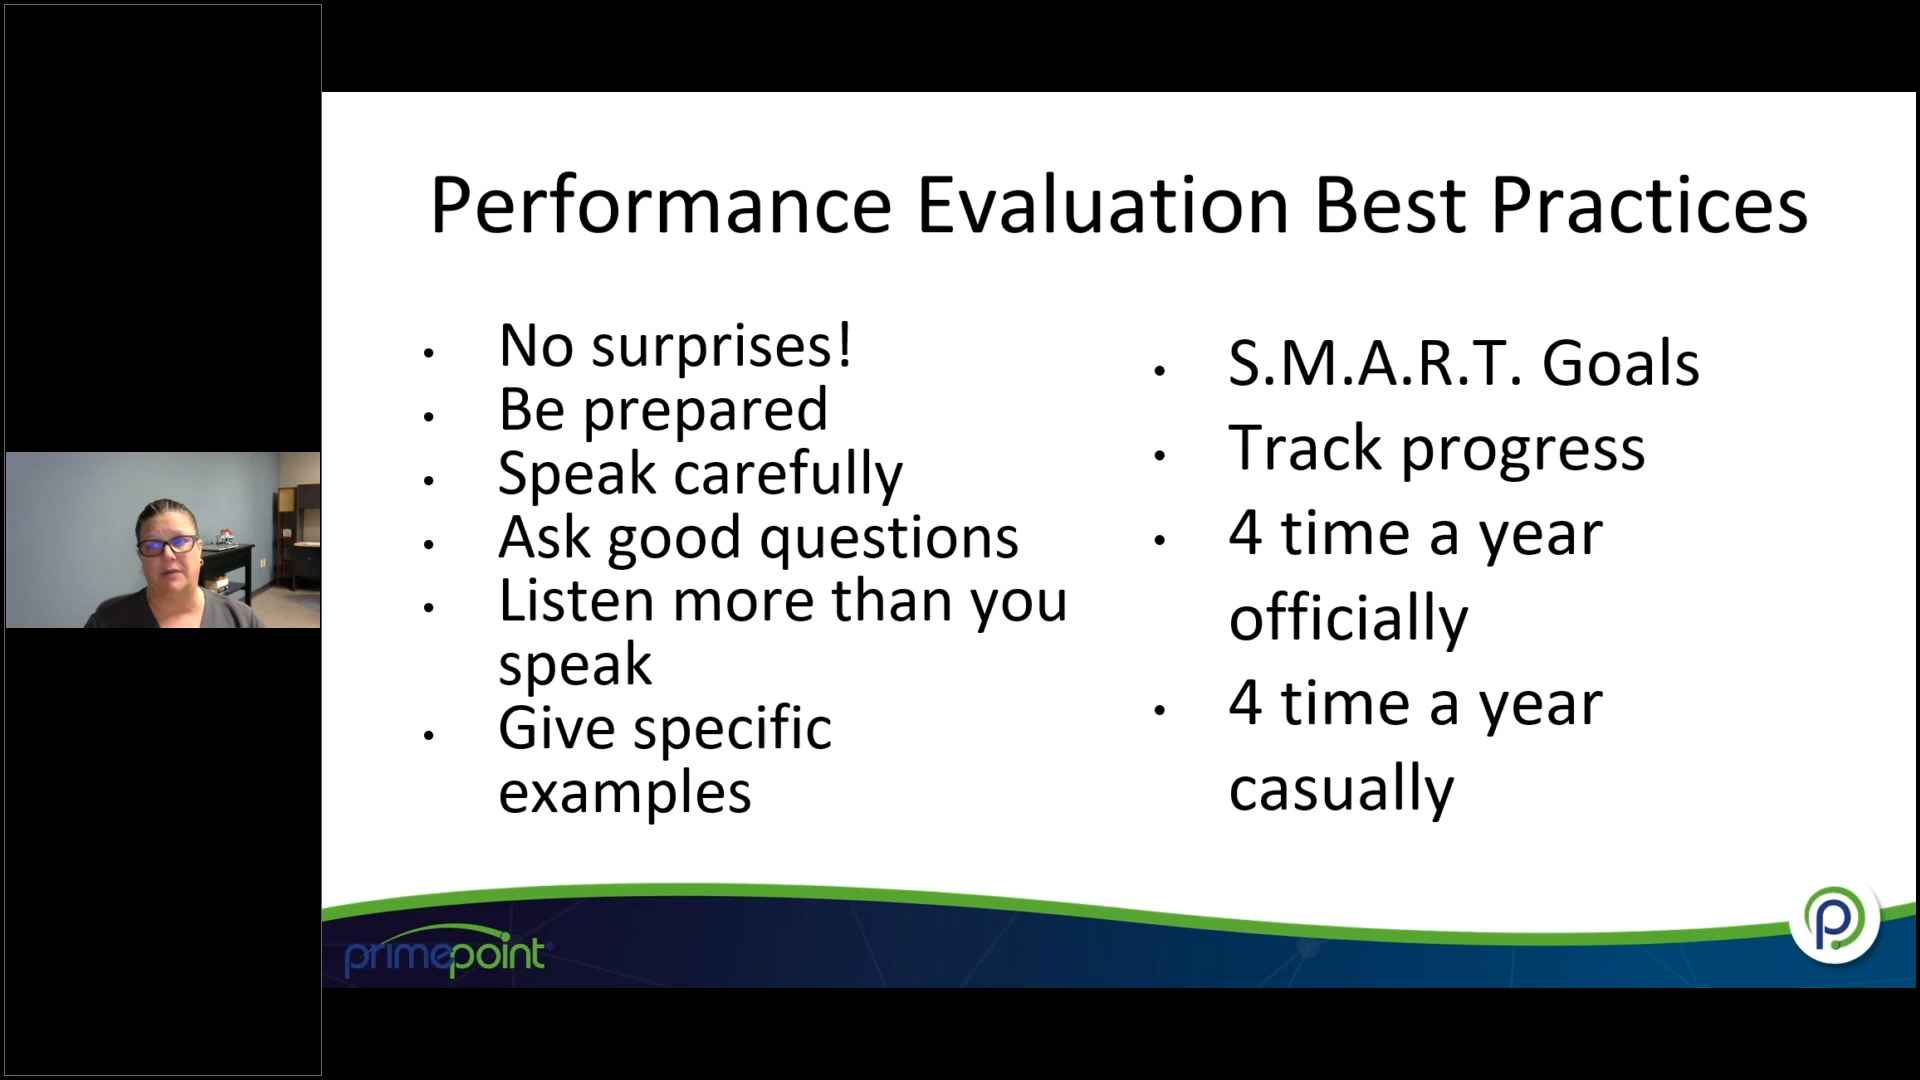 Performance Evaluation Best Practices
No surprises!
Be prepared
Speak carefully
Ask good questions
Listen more than you
speak
Give specific
examples
S.M.A.R.T. Goals
Track progress
4 time a year
officially
4 time a year
casually
primepoint